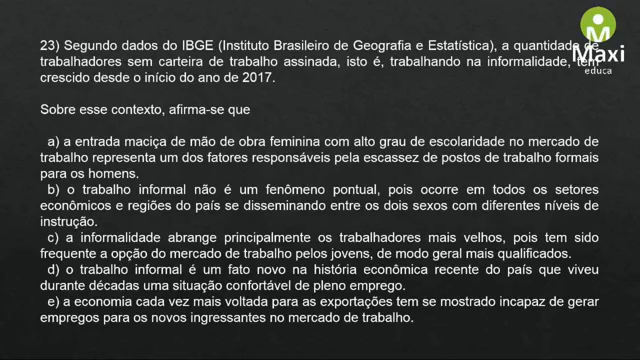 Maxi
educa
23) Segundo dados do IBGE (Instituto Brasileiro de Geografia e Estatística), a quantidade de
trabalhadores sem carteira de trabalho assinada, isto é, trabalhando na informalidade, tem
crescido desde o início do ano de 2017.
Sobre esse contexto, afirma-se que
a) a entrada maciça de mão de obra feminina com alto grau de escolaridade no mercado de
trabalho representa um dos fatores responsáveis pela escassez de postos de trabalho formais
para os homens.
b) o trabalho informal não é um fenômeno pontual, pois ocorre em todos os setores
econômicos e regiões do país se disseminando entre os dois sexos com diferentes níveis de
instrução.
c) a informalidade abrange principalmente os trabalhadores mais velhos, pois tem sido
frequente a opção do mercado de trabalho pelos jovens, de modo geral mais qualificados.
d) o trabalho informal é um fato novo na história econômica recente do país que viveu
durante décadas uma situação confortável de pleno emprego.
e) a economia cada vez mais voltada para as exportações tem se mostrado incapaz de gerar
empregos para os novos ingressantes no mercado de trabalho.